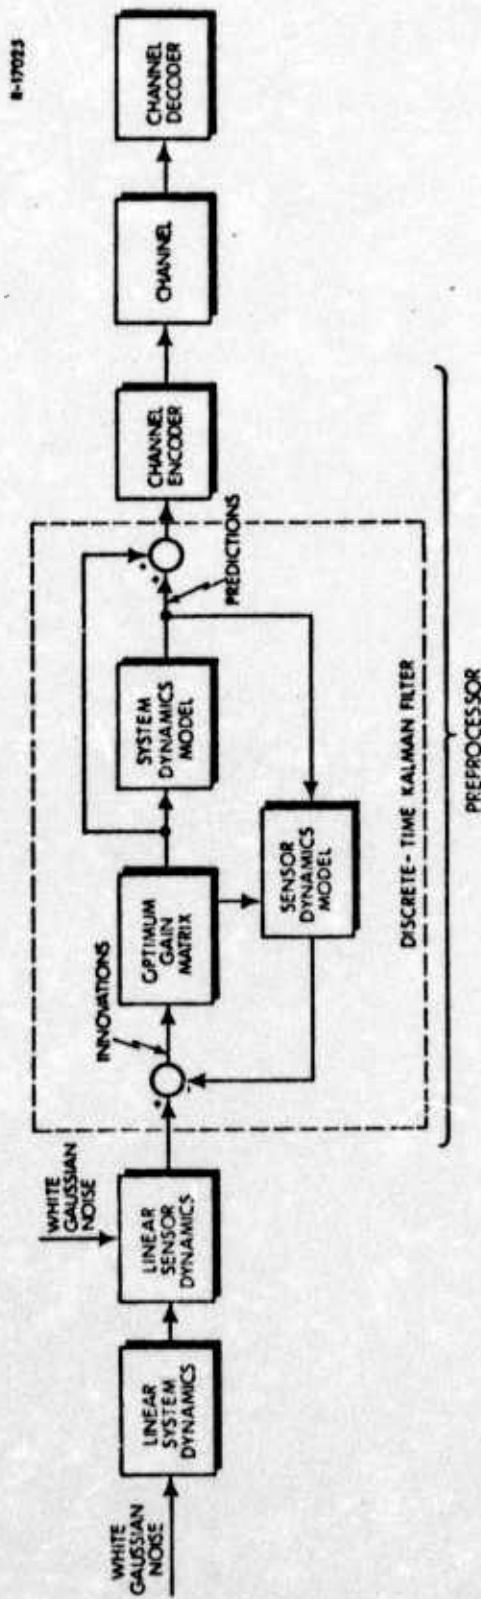 R-17023
WHITE
GAUSSIAN
NOISE
LINEAR
SYSTEM
DYNAMICS
WHITE
GAUSSIAN
NOISE
LINEAR
SENSOR
DYNAMICS
INNOVATIONS
OPTIMUM
GAIN
MATRIX
SYSTEM
DYNAMICS
MODEL
SENSOR
DYNAMICS
MODEL
PREDICTIONS
DISCRETE-TIME KALMAN FILTER
CHANNEL
ENCODER
CHANNEL
CHANNEL
DECODER
PREPROCESSOR